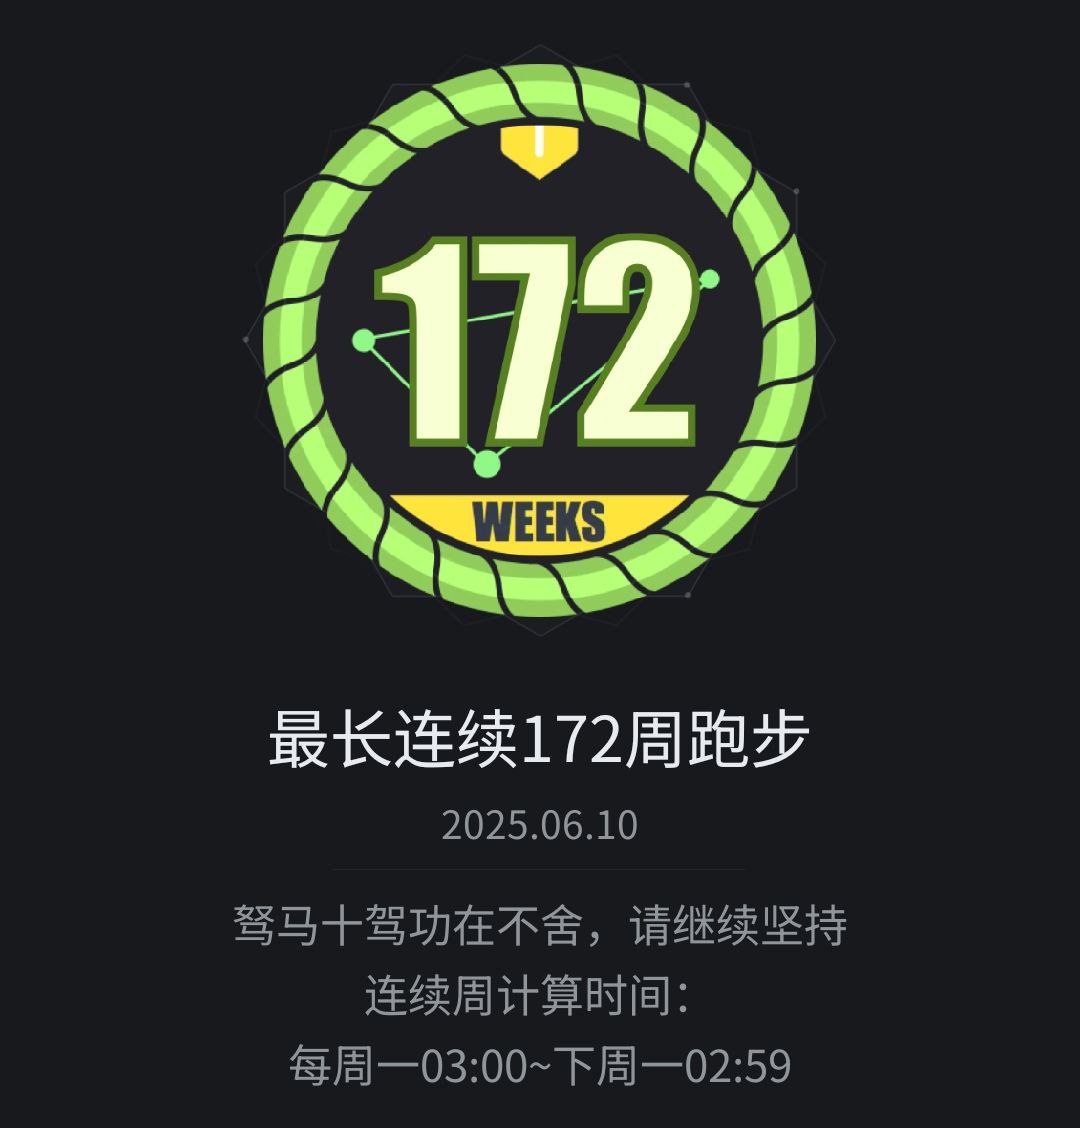 172
WEEKS
最长连续172周跑步
2025.06.10
驽马十驾功在不舍，请继续坚持
连续周计算时间：
每周一03:00~下周一02:59